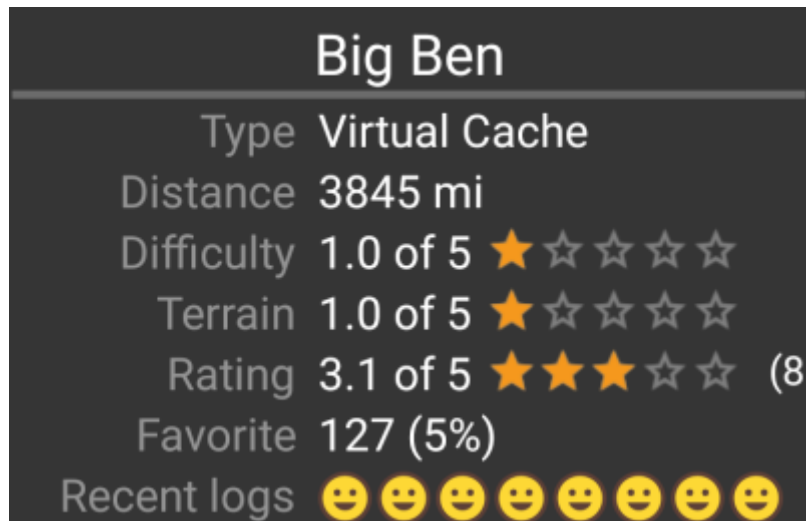 Big Ben
Type Virtual Cache
Distance 3845 mi
Difficulty 1.0 of 5
Terrain 1.0 of 5
Rating 3.1 of 5 (8
Favorite 127 (5%)
Recent logs